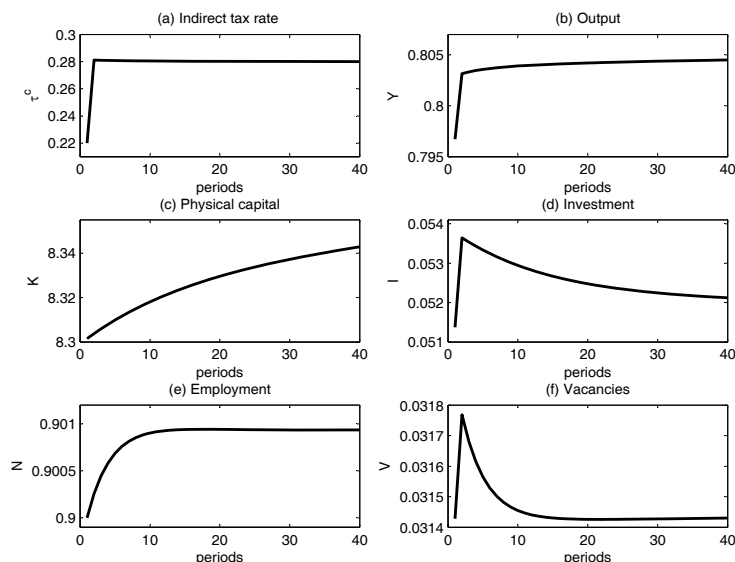 (a) Indirect tax rate
0.3
0.28
0.26
0.24
0.22
τc
0
10
20
30
40
periods
(b) Output
0.805
0.8
0.795
Y
0
10
20
30
40
periods
(c) Physical capital
8.34
8.32
8.3
K
0
10
20
30
40
periods
(d) Investment
0.054
0.053
0.052
0.051
I
0
10
20
30
40
periods
(e) Employment
0.901
0.9005
0.9
N
0
10
20
30
40
periods
(f) Vacancies
0.0318
0.0317
0.0316
0.0315
0.0314
V
0
10
20
30
40
periods